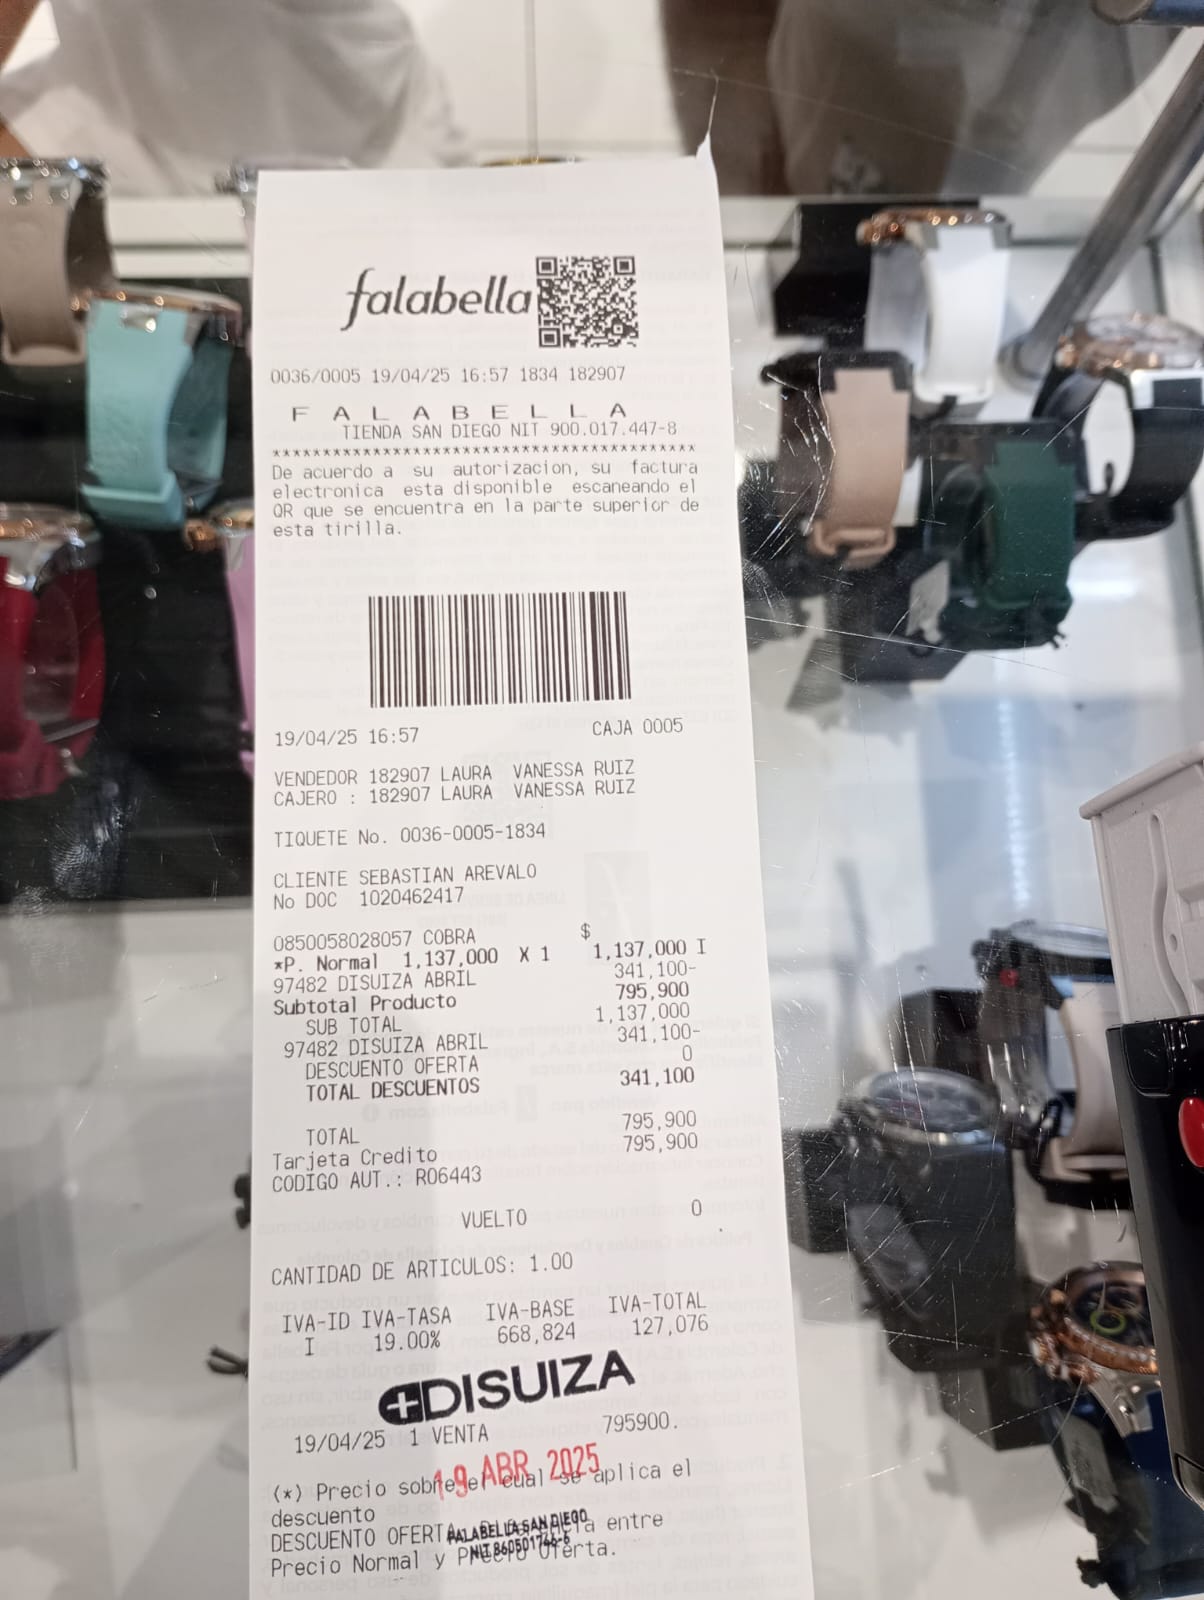 falabella
0036/0005 19/04/25 16:57 1834 182907
F A L A B E L L A
TIENDA SAN DIEGO NIT 900.017.447-8
*******************************************
De acuerdo a su autorizacion, su factura
electronica esta disponible escaneando el
QR que se encuentra en la parte superior de
esta tirilla.
19/04/25 16:57 CAJA 0005
VENDEDOR 182907 LAURA VANESSA RUIZ
CAJERO : 182907 LAURA VANESSA RUIZ
TIQUETE No. 0036-0005-1834
CLIENTE SEBASTIAN AREVALO
No DOC 1020462417
0850058028057 COBRA $
*P. Normal 1,137,000 X 1 1,137,000 I
97482 DISUIZA ABRIL 341,100-
Subtotal Producto 795,900
SUB TOTAL 1,137,000
97482 DISUIZA ABRIL 341,100-
DESCUENTO OFERTA 0
TOTAL DESCUENTOS 341,100
TOTAL 795,900
Tarjeta Credito 795,900
CODIGO AUT.: R06443
VUELTO 0
CANTIDAD DE ARTICULOS: 1.00
IVA-ID IVA-TASA IVA-BASE IVA-TOTAL
I 19.00% 668,824 127,076
DISUIZA
19/04/25 1 VENTA 795900.
19 ABR 2025
(*) Precio sobre el cual se aplica el
descuento
FALABELLA SAN DIEGO
NIT 860501766-6
DESCUENTO OFERTA entre
Precio Normal y Precio Oferta.